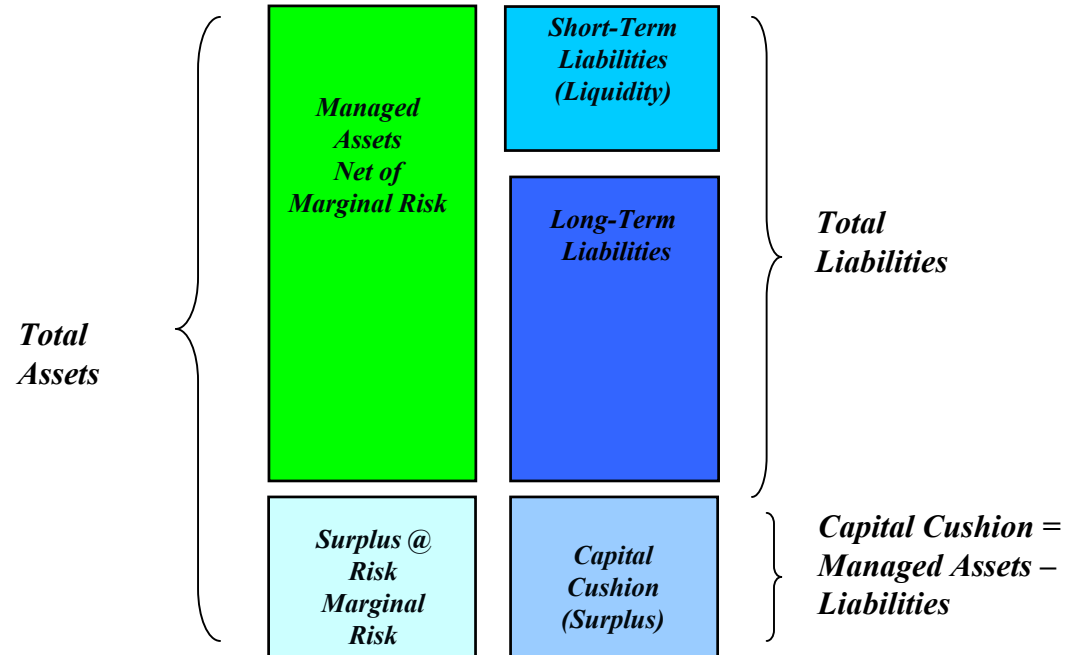 Total
Assets
Managed
Assets
Net of
Marginal Risk
Surplus @
Risk
Marginal
Risk
Short-Term
Liabilities
(Liquidity)
Long-Term
Liabilities
Capital
Cushion
(Surplus)
Total
Liabilities
Capital Cushion =
Managed Assets –
Liabilities